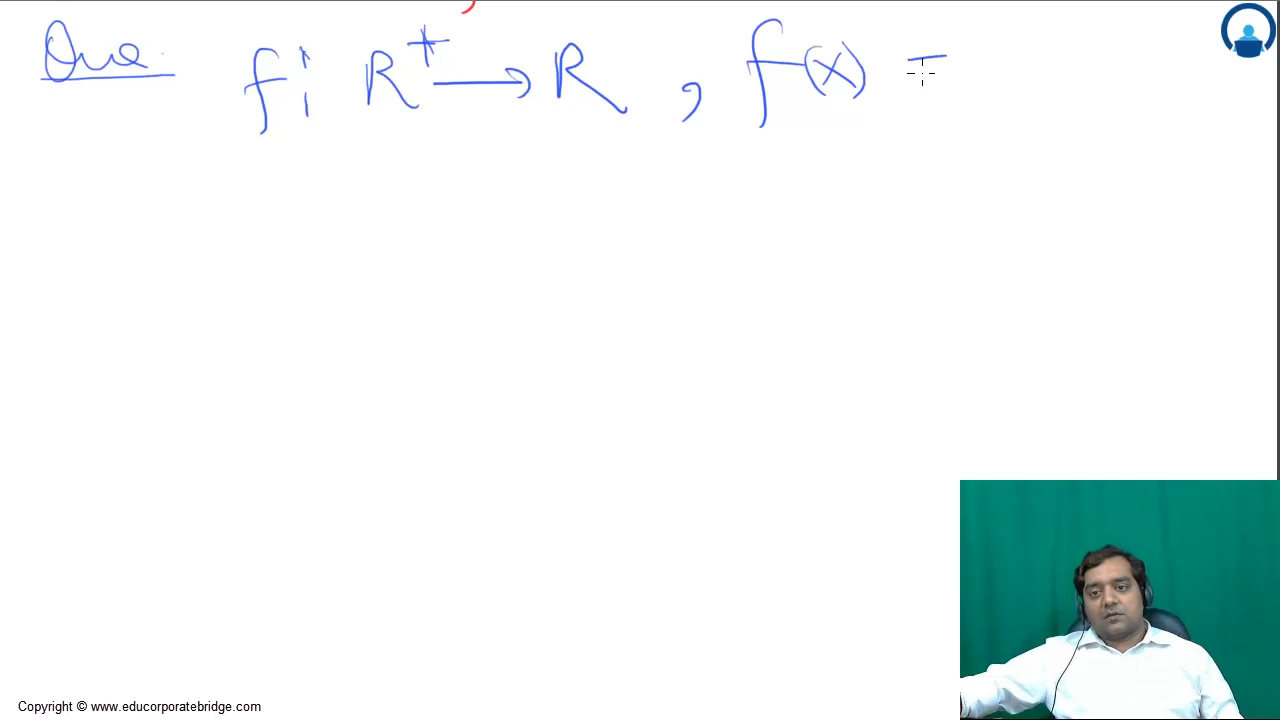 Que f: R⁺ → R , f(x) =
Copyright © www.educorporatebridge.com